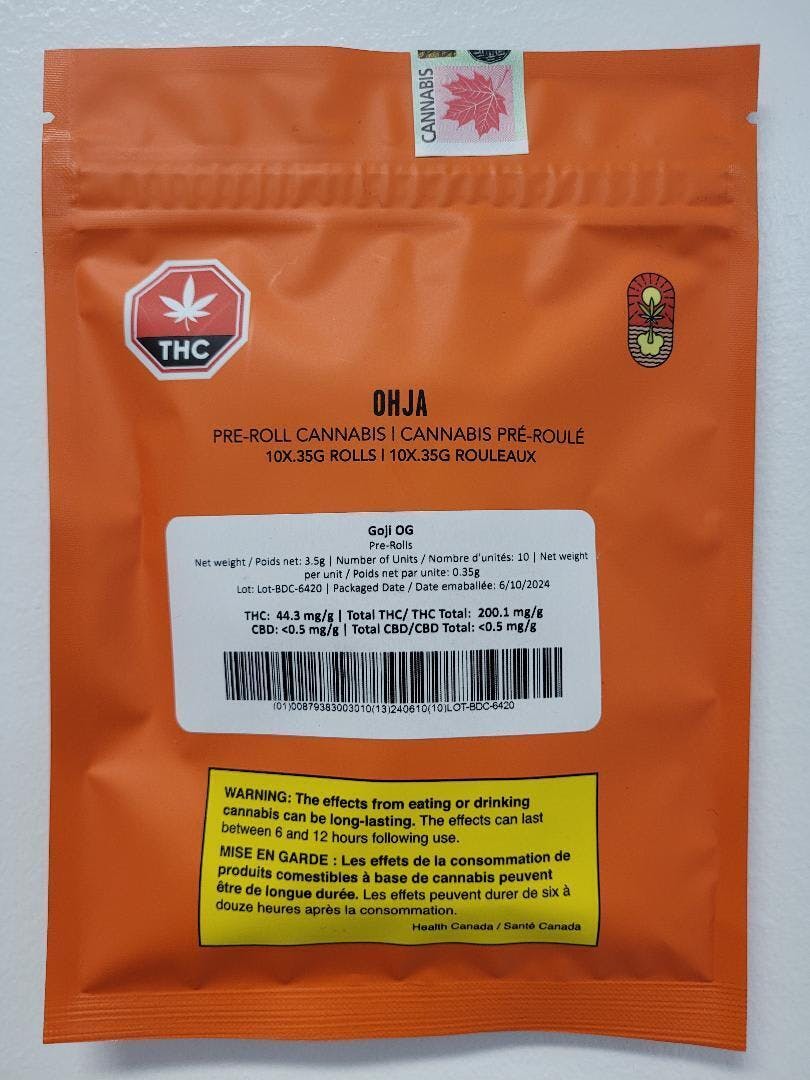 CANNABIS
THC
OHJA
PRE-ROLL CANNABIS | CANNABIS PRÉ-ROULÉ
10X.35G ROLLS | 10X.35G ROULEAUX
Goji OG
Pre-Rolls
Net weight / Poids net: 3.5g | Number of Units / Nombre d'unités: 10 | Net weight
per unit / Poids net par unite: 0.35g
Lot: Lot-BDC-6420 | Packaged Date / Date emaballée: 6/10/2024
THC: 44.3 mg/g | Total THC/ THC Total: 200.1 mg/g
CBD: <0.5 mg/g | Total CBD/CBD Total: <0.5 mg/g
(01)00879383003010(13)240610(10)LOT-BDC-6420
WARNING: The effects from eating or drinking
cannabis can be long-lasting. The effects can last
between 6 and 12 hours following use.
MISE EN GARDE : Les effets de la consommation de
produits comestibles à base de cannabis peuvent
être de longue durée. Les effets peuvent durer de six à
douze heures après la consommation.
Health Canada / Santé Canada